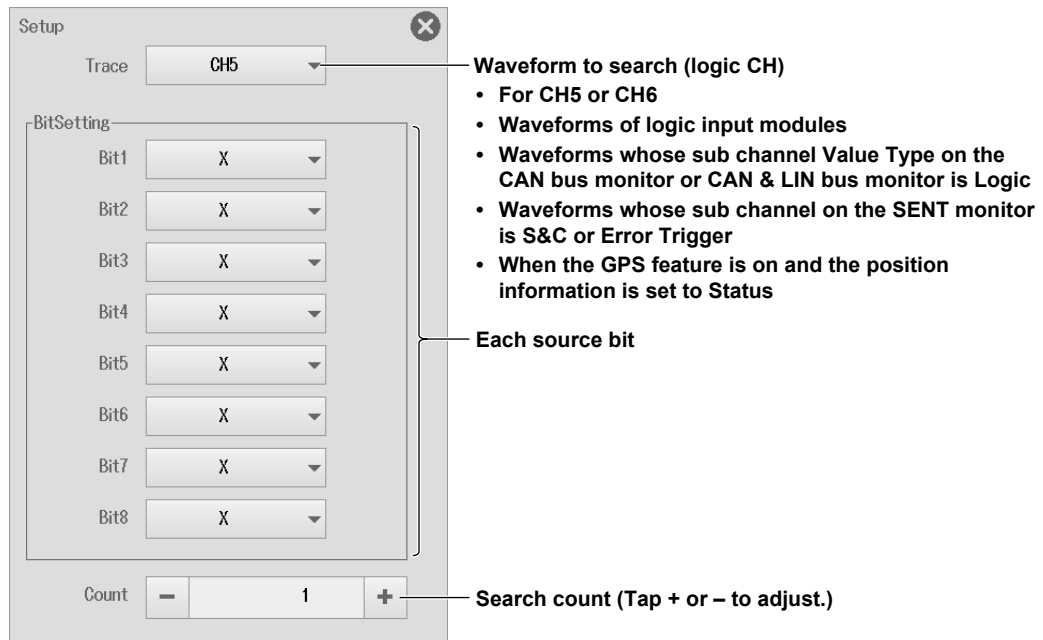 Setup
Trace
CH5
Waveform to search (logic CH)
• For CH5 or CH6
• Waveforms of logic input modules
• Waveforms whose sub channel Value Type on the
CAN bus monitor or CAN & LIN bus monitor is Logic
• Waveforms whose sub channel on the SENT monitor
is S&C or Error Trigger
• When the GPS feature is on and the position
information is set to Status
BitSetting
Bit1 X
Bit2 X
Bit3 X
Bit4 X
Bit5 X
Bit6 X
Bit7 X
Bit8 X
Each source bit
Count − 1 +
Search count (Tap + or – to adjust.)